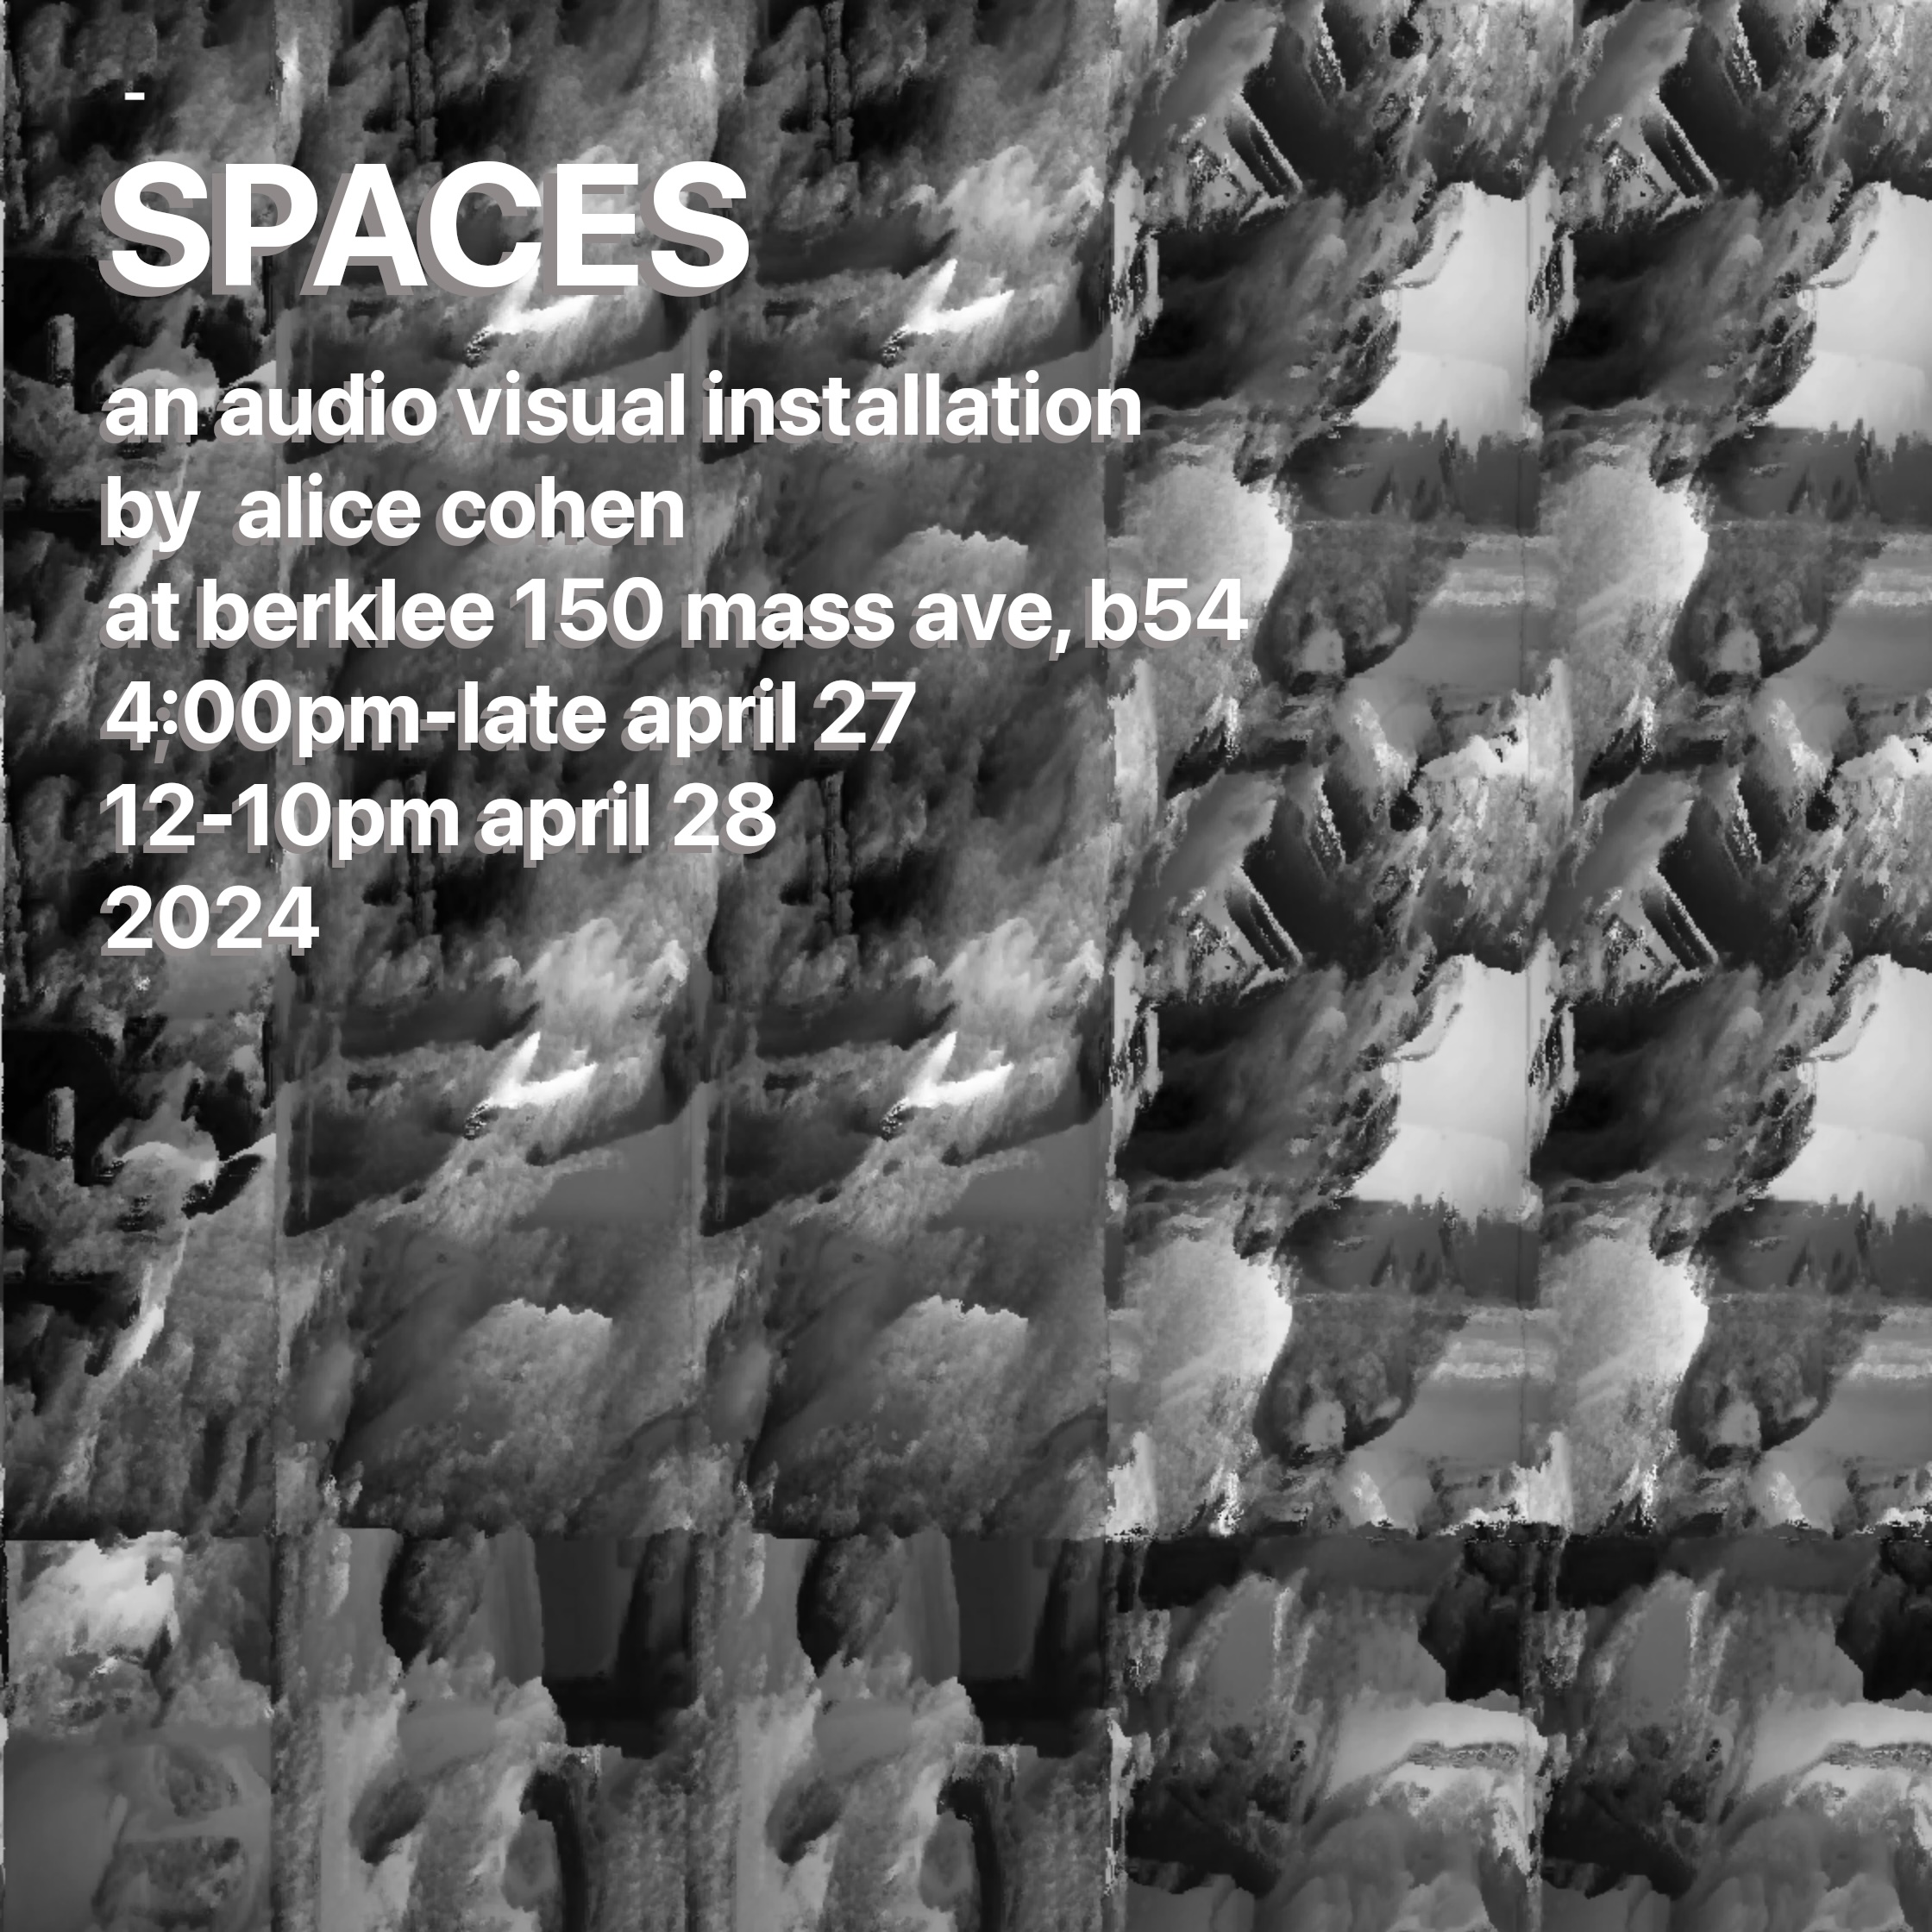 -
SPACES
an audio visual installation
by  alice cohen
at berklee 150 mass ave, b54
4:00pm-late april 27
12-10pm april 28
2024